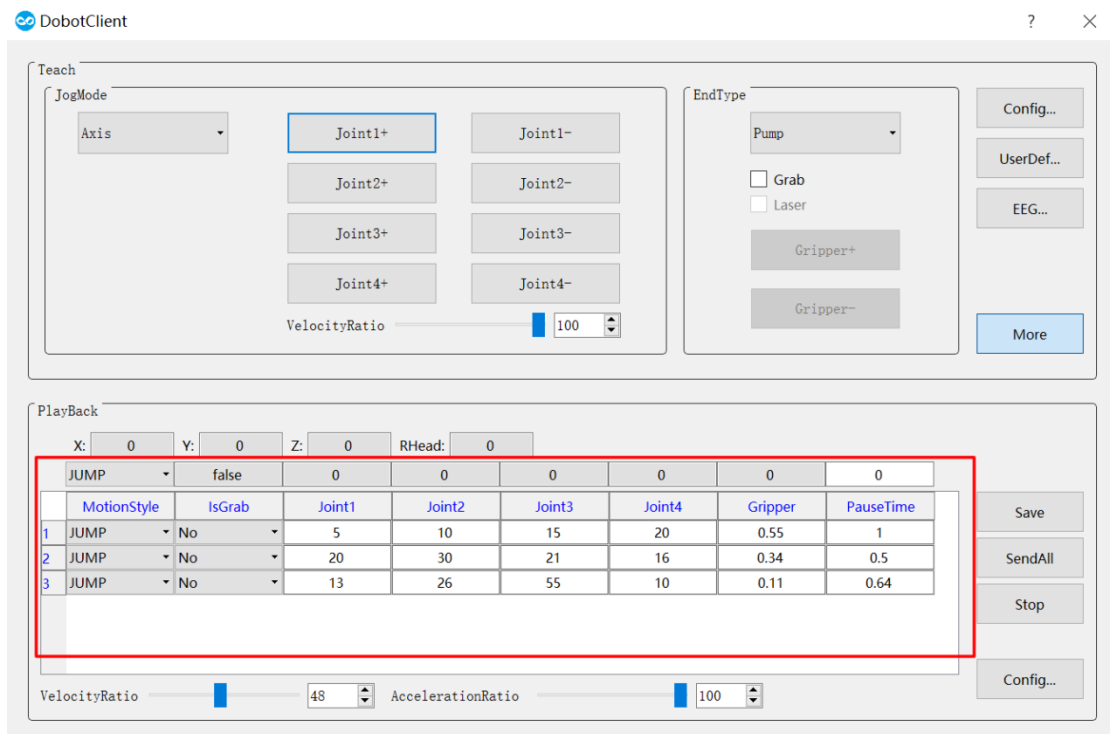 DobotClient ?
Teach
JogMode
EndType
Config...
Axis Joint1+ Joint1- Pump
UserDef...
Joint2+ Joint2- Grab
Laser
EEG...
Joint3+ Joint3- Gripper+
Joint4+ Joint4- Gripper-
VelocityRatio 100
More
PlayBack
X: 0 Y: 0 Z: 0 RHead: 0
JUMP false 0 0 0 0 0 0
MotionStyle IsGrab Joint1 Joint2 Joint3 Joint4 Gripper PauseTime
Save
1 JUMP No 5 10 15 20 0.55 1
2 JUMP No 20 30 21 16 0.34 0.5
SendAll
3 JUMP No 13 26 55 10 0.11 0.64
Stop
Config...
VelocityRatio 48 AccelerationRatio 100